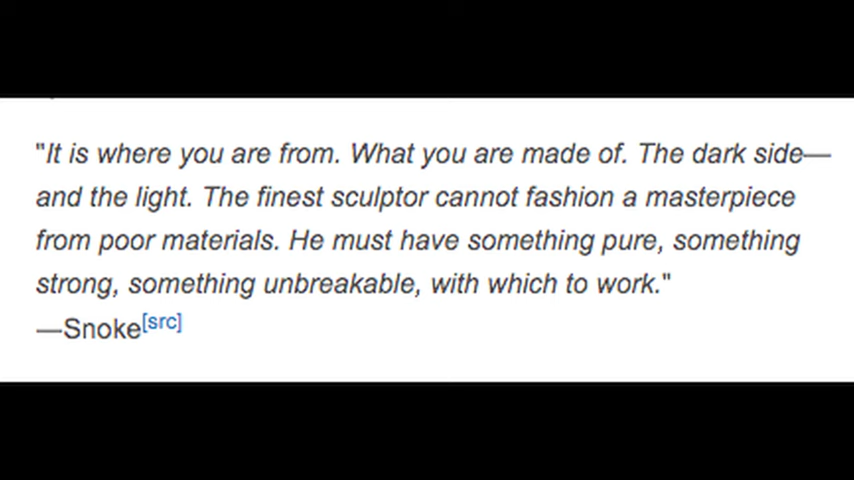 "It is where you are from. What you are made of. The dark side—
and the light. The finest sculptor cannot fashion a masterpiece
from poor materials. He must have something pure, something
strong, something unbreakable, with which to work."
—Snoke[src]